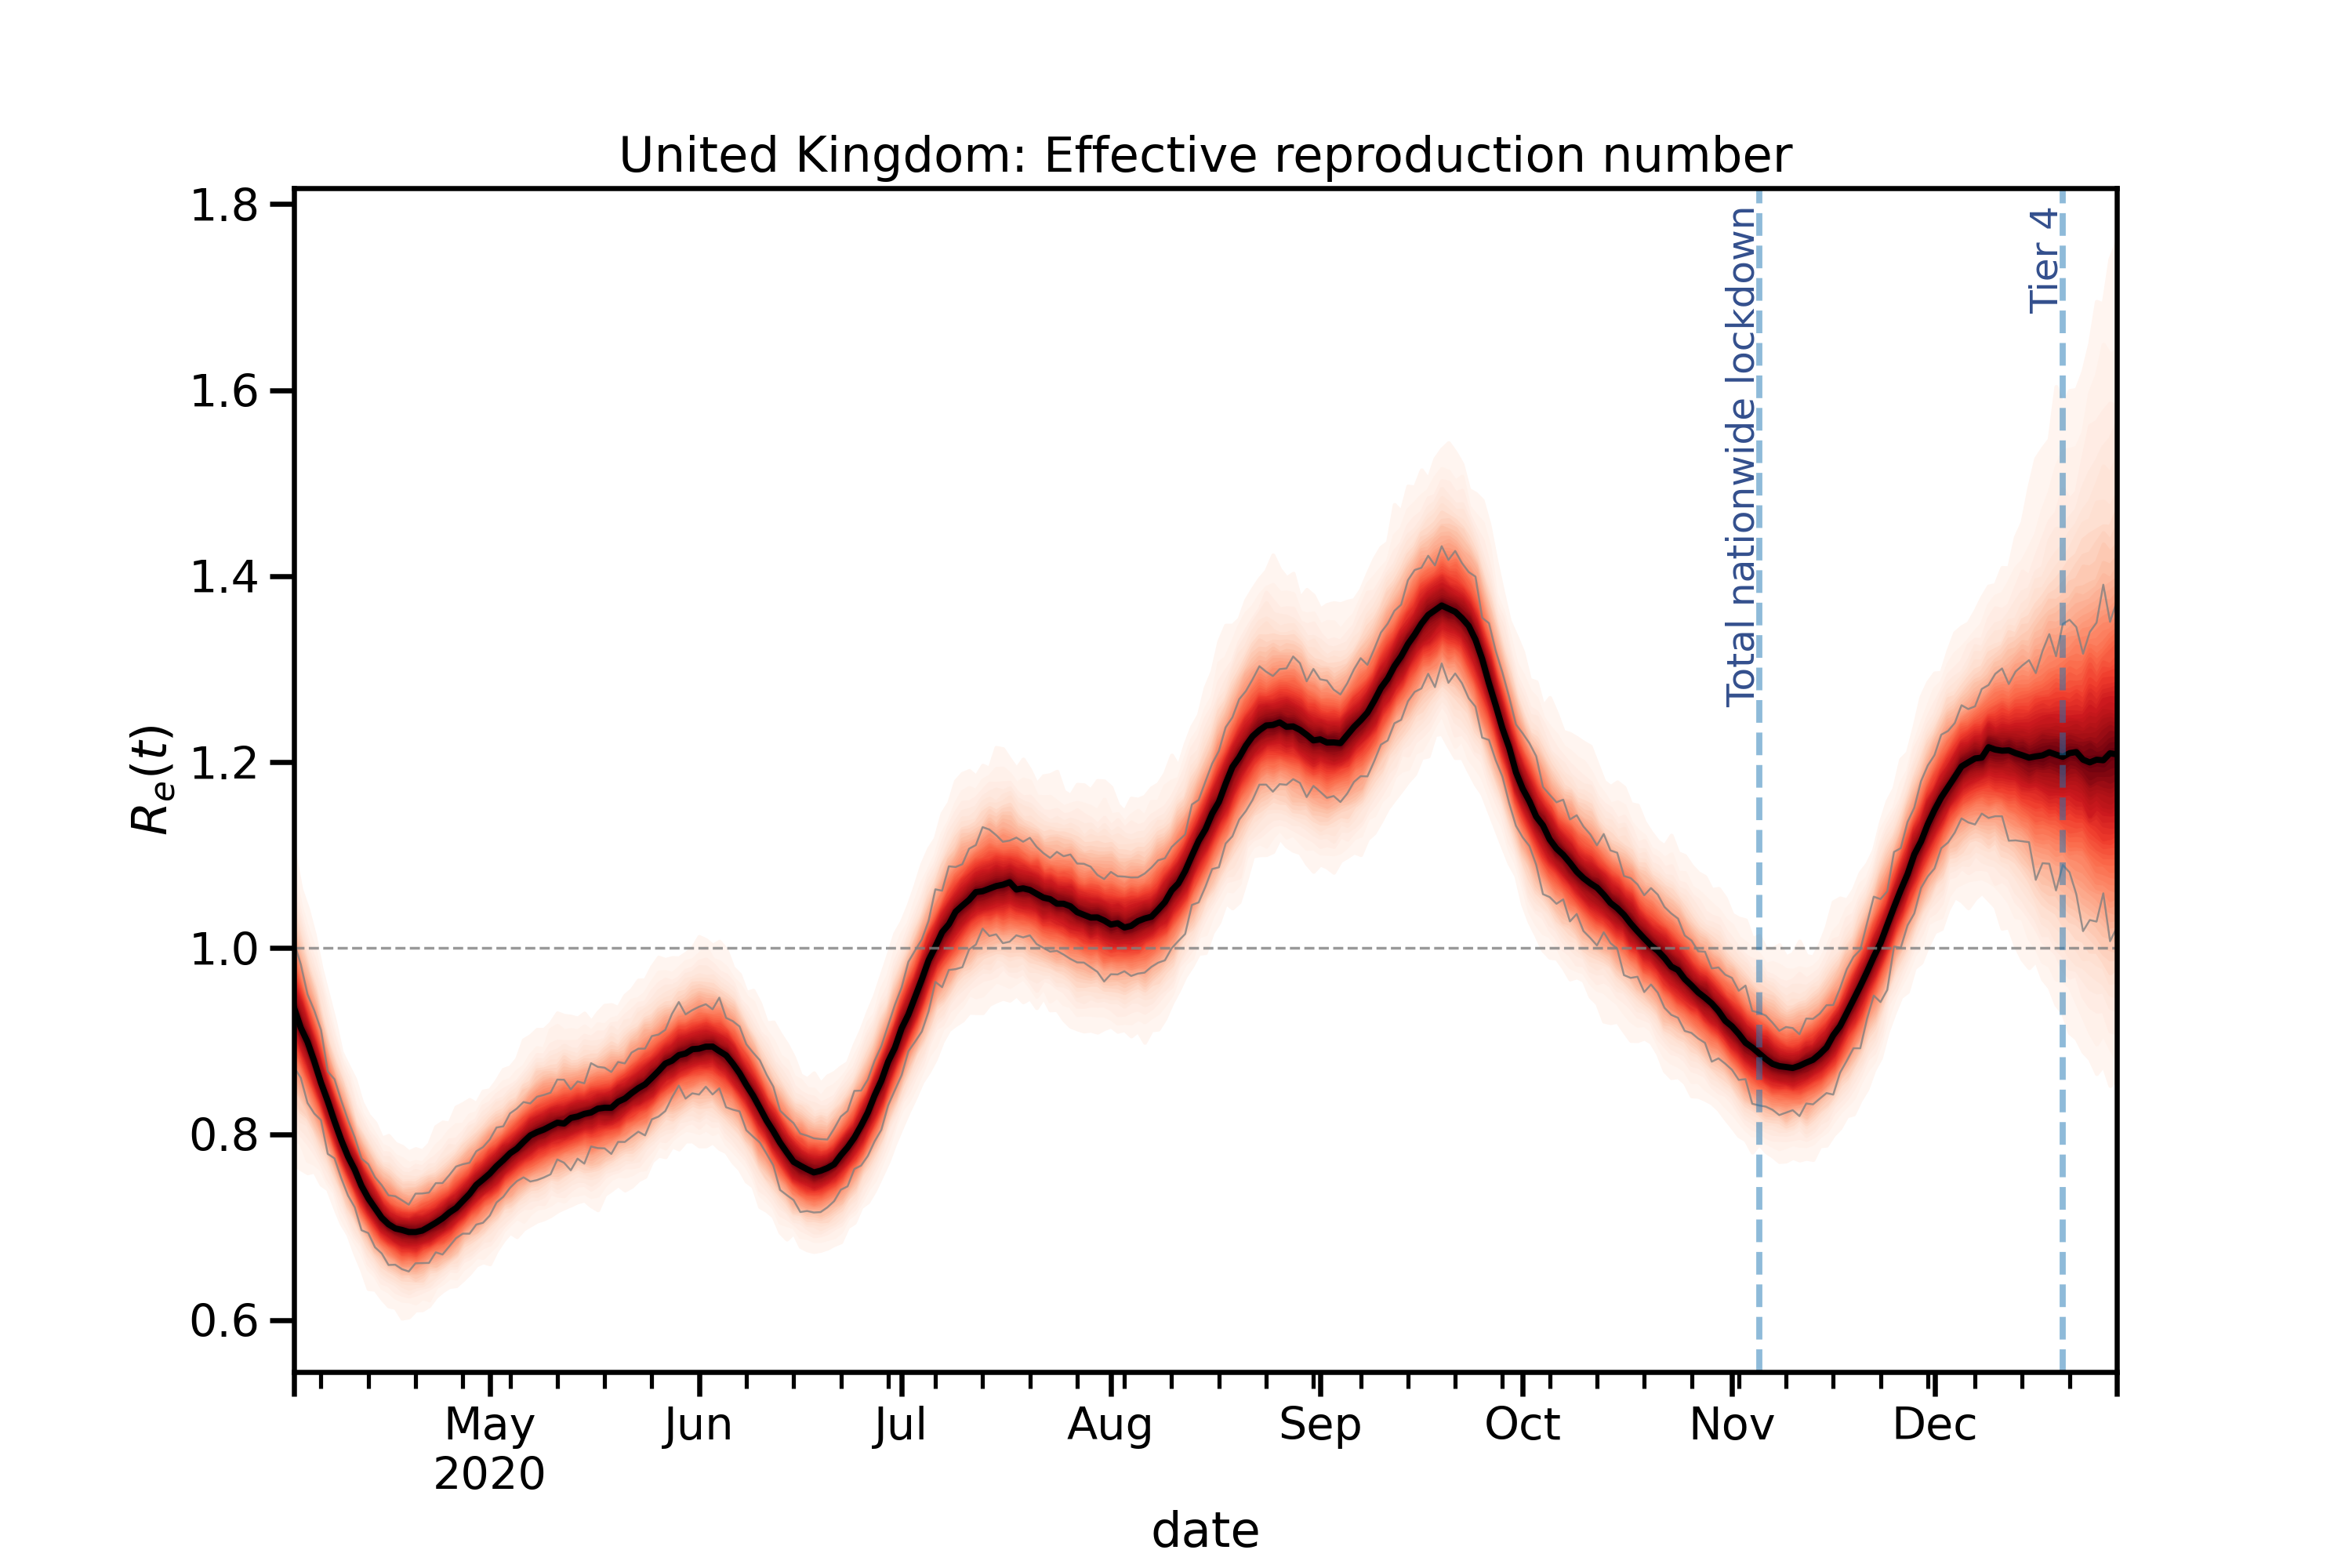 United Kingdom: Effective reproduction number
1.8
1.6
1.4
1.2
1.0
0.8
0.6
Rₑ(t)
Total nationwide lockdown
Tier 4
May
2020
Jun
Jul
Aug
Sep
Oct
Nov
Dec
date